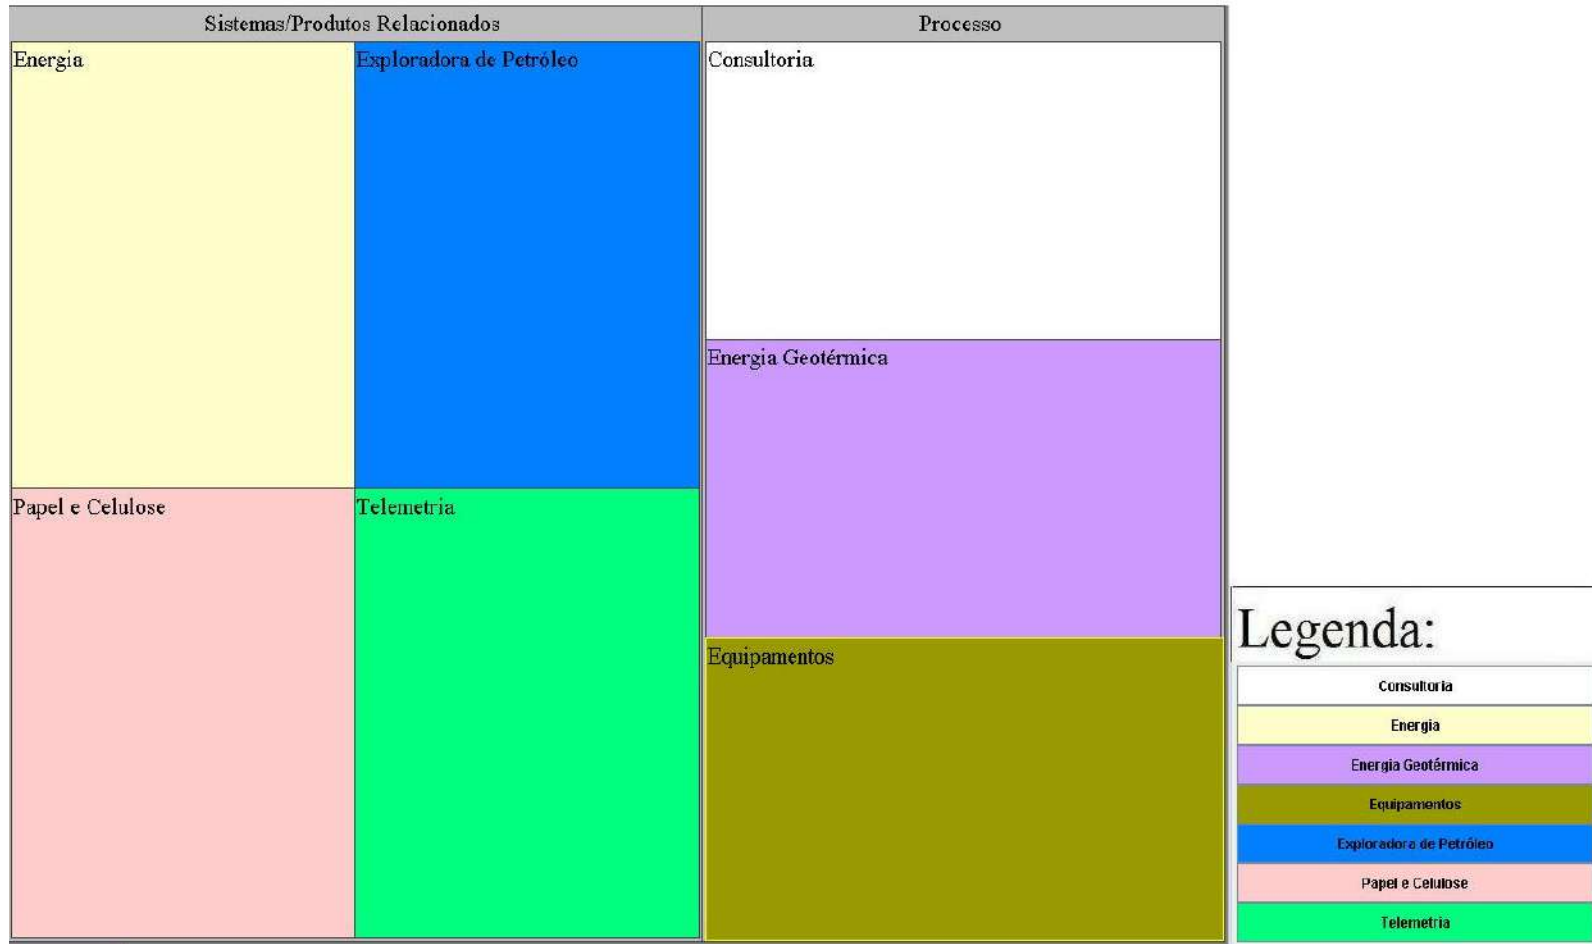 Sistemas/Produtos Relacionados
Processo
Energia
Exploradora de Petróleo
Consultoria
Energia Geotérmica
Papel e Celulose
Telemetria
Equipamentos
Legenda:
Consultoria
Energia
Energia Geotérmica
Equipamentos
Exploradora de Petróleo
Papel e Celulose
Telemetria